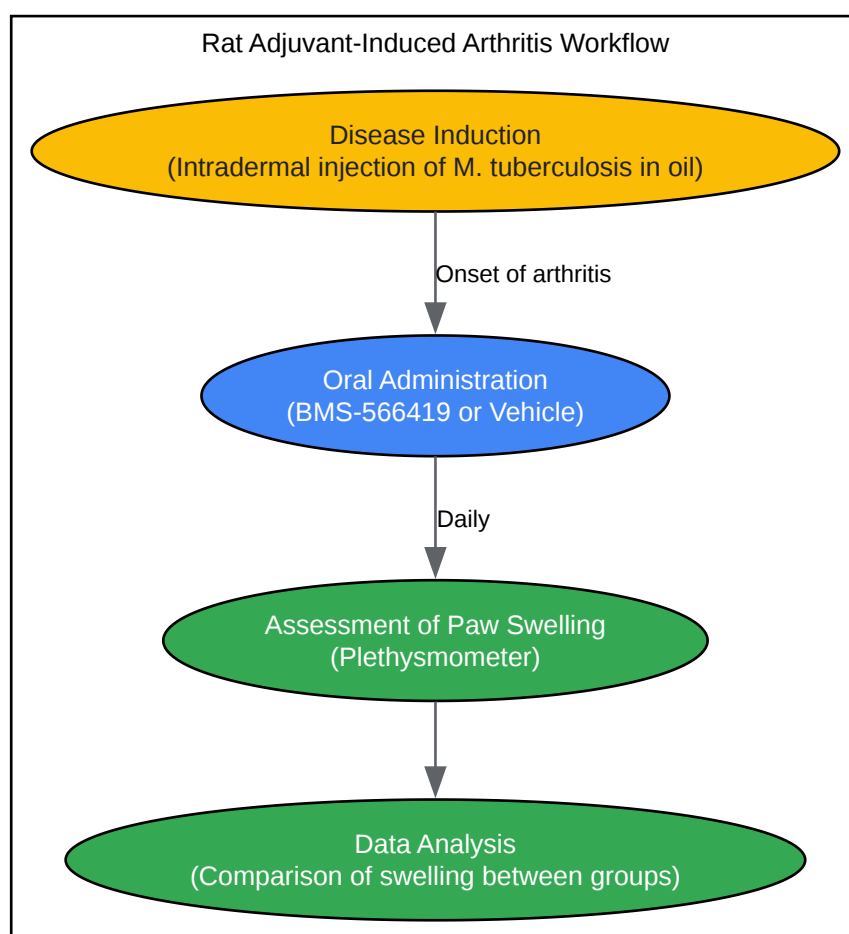 Rat Adjuvant-Induced Arthritis Workflow
Disease Induction
(Intradermal injection of M. tuberculosis in oil)
Onset of arthritis
Oral Administration
(BMS-566419 or Vehicle)
Daily
Assessment of Paw Swelling
(Plethysmometer)
Data Analysis
(Comparison of swelling between groups)